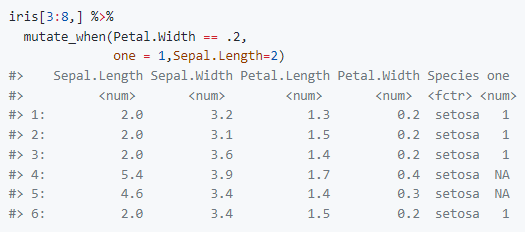 iris[3:8,] %>%
  mutate_when(Petal.Width == .2,
              one = 1,Sepal.Length=2)
#>    Sepal.Length Sepal.Width Petal.Length Petal.Width Species   one
#>           <num>       <num>        <num>       <num>  <fctr> <num>
#> 1:          2.0         3.2          1.3         0.2  setosa     1
#> 2:          2.0         3.1          1.5         0.2  setosa     1
#> 3:          2.0         3.6          1.4         0.2  setosa     1
#> 4:          5.4         3.9          1.7         0.4  setosa    NA
#> 5:          4.6         3.4          1.4         0.3  setosa    NA
#> 6:          2.0         3.4          1.5         0.2  setosa     1